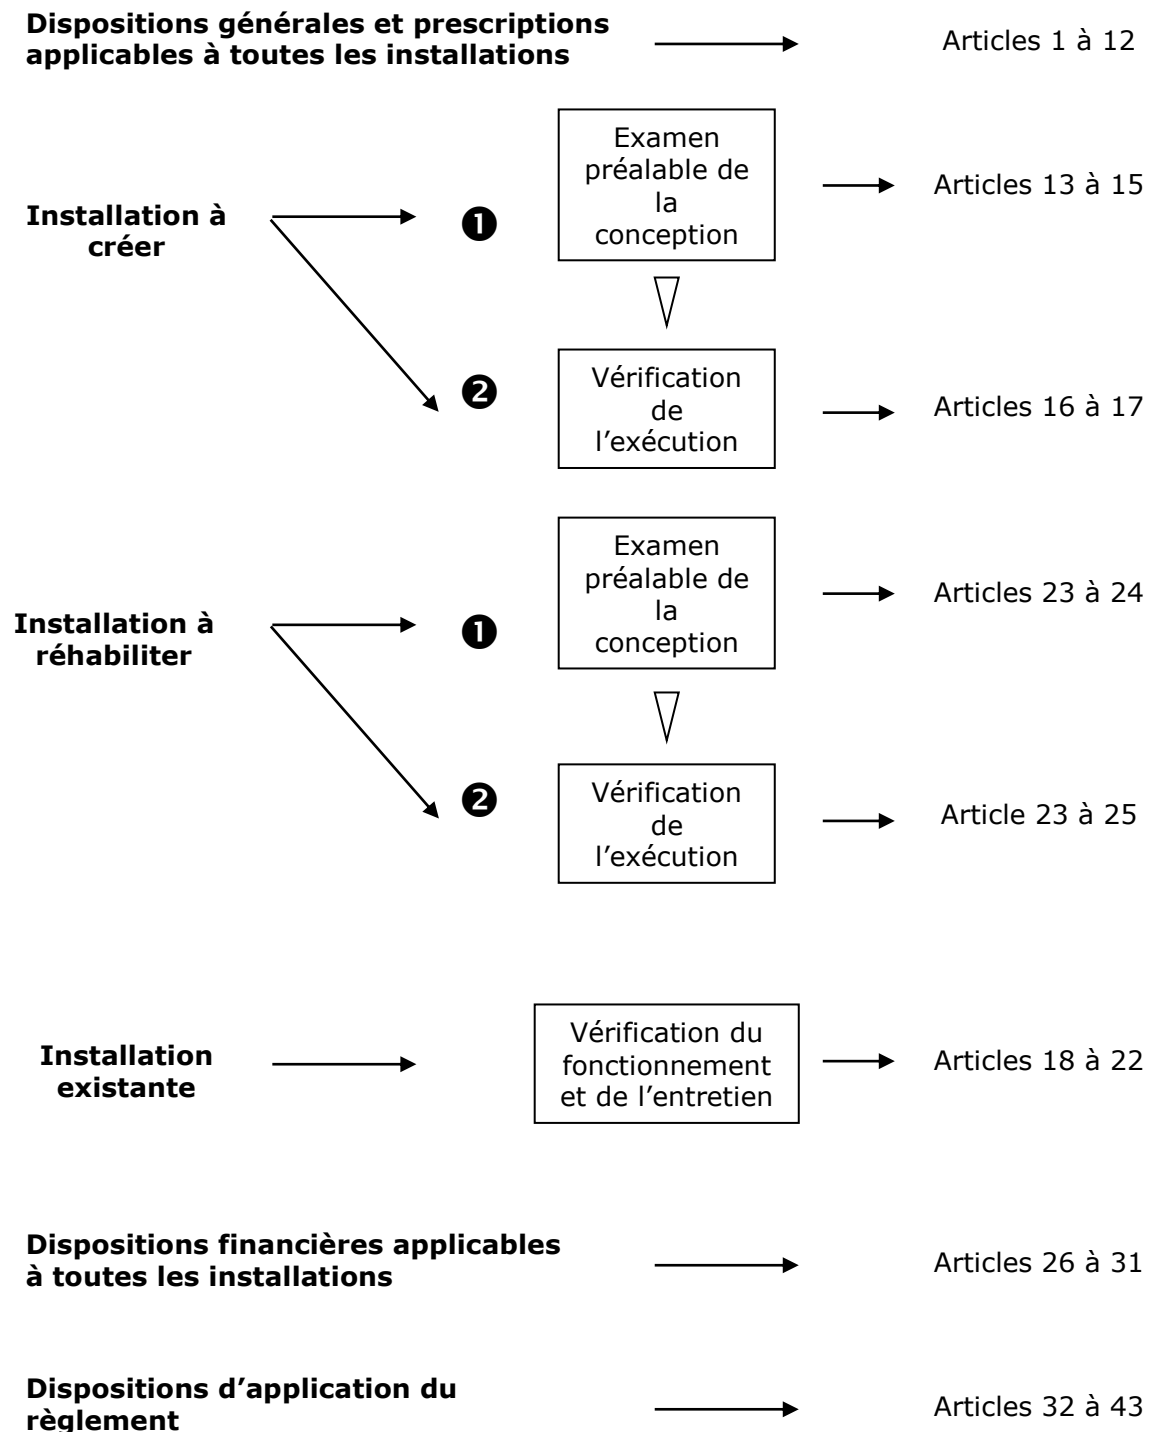 Dispositions générales et prescriptions
applicables à toutes les installations
Articles 1 à 12
Examen
préalable de
la
conception
Articles 13 à 15
Installation à
créer
❶
Vérification
de
l’exécution
❷
Articles 16 à 17
Examen
préalable de
la
conception
Articles 23 à 24
Installation à
réhabiliter
❶
Vérification
de
l’exécution
❷
Article 23 à 25
Installation
existante
Vérification du
fonctionnement
et de l’entretien
Articles 18 à 22
Dispositions financières applicables
à toutes les installations
Articles 26 à 31
Dispositions d’application du
règlement
Articles 32 à 43